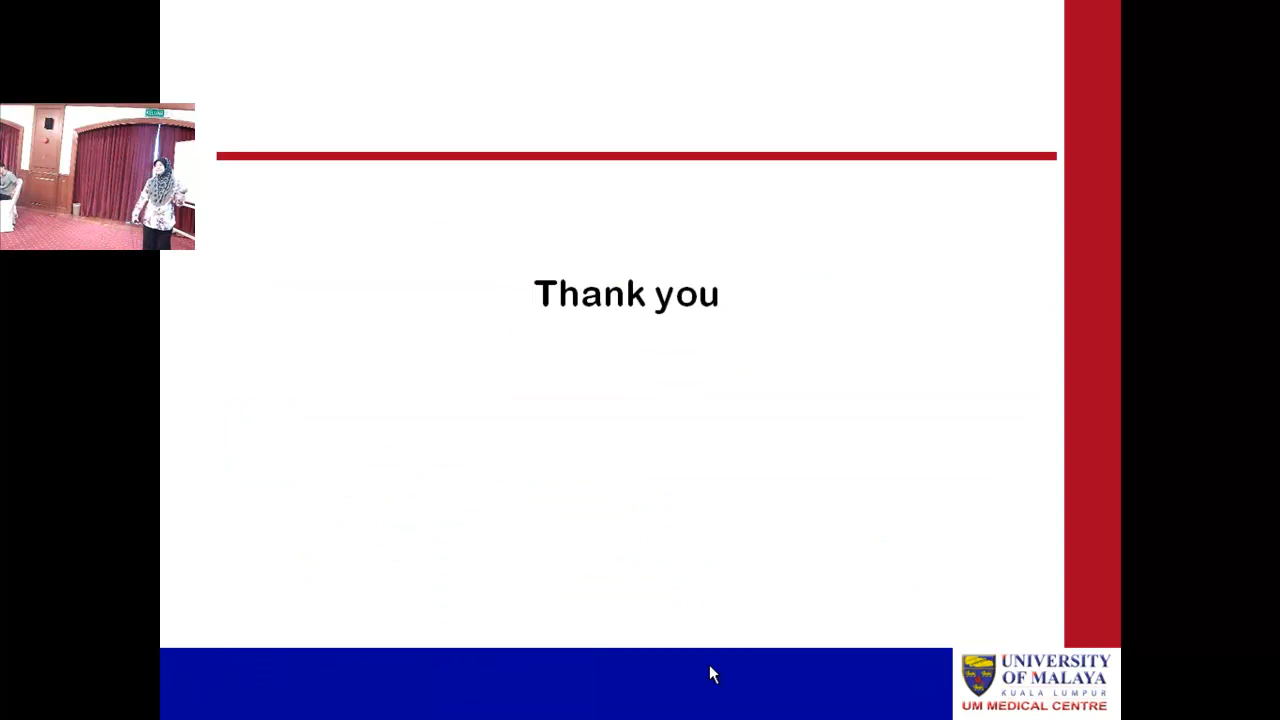 Thank you
UNIVERSITY
OF MALAYA
KUALA LUMPUR
UM MEDICAL CENTRE